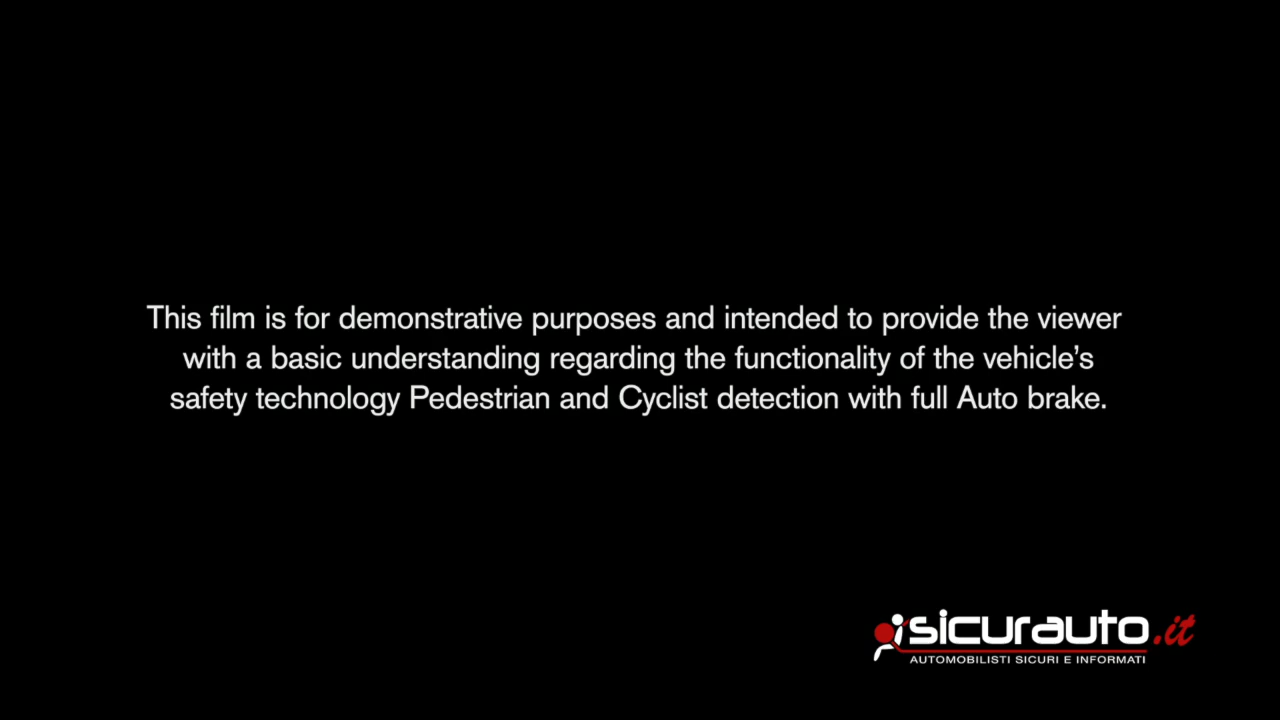 This film is for demonstrative purposes and intended to provide the viewer
with a basic understanding regarding the functionality of the vehicle's
safety technology Pedestrian and Cyclist detection with full Auto brake.
sicurauto.it
AUTOMOBILISTI SICURI E INFORMATI